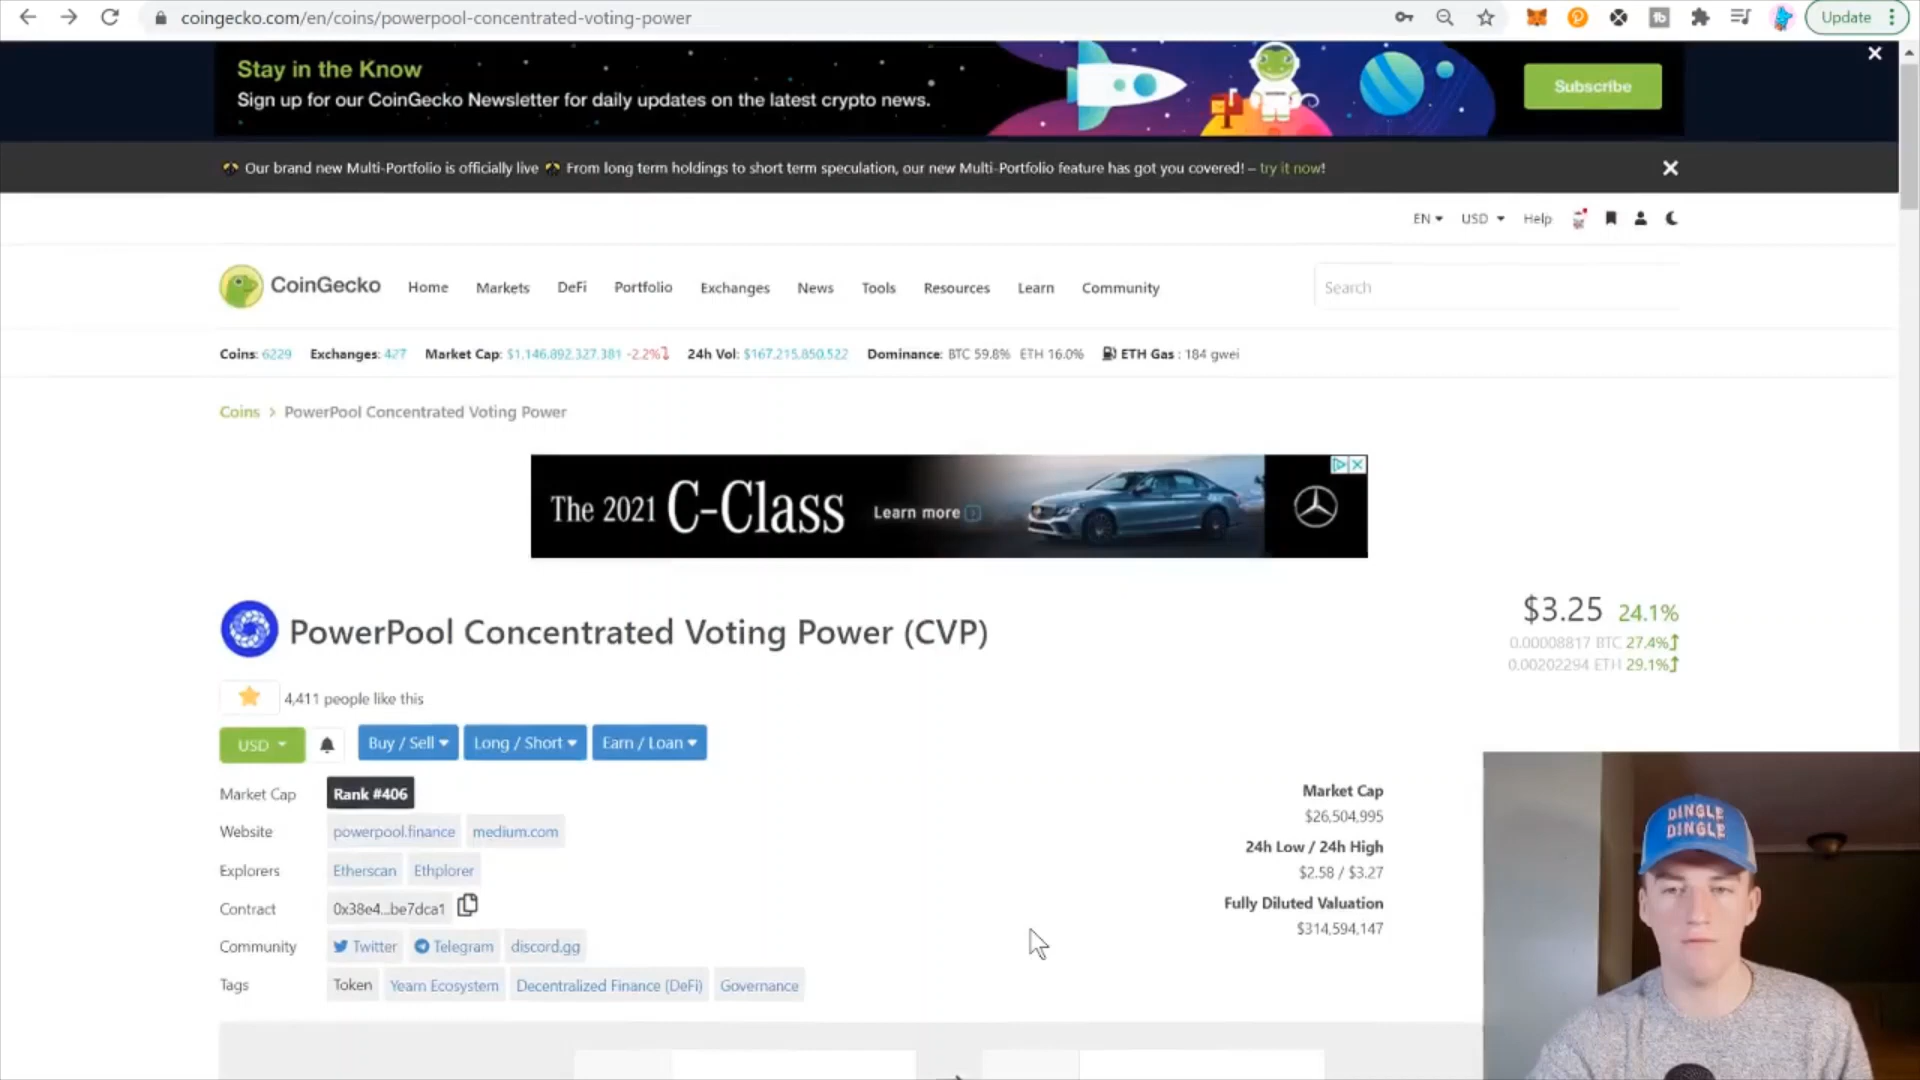 coingecko.com/en/coins/powerpool-concentrated-voting-power
Update
Stay in the Know
Sign up for our CoinGecko Newsletter for daily updates on the latest crypto news.
Subscribe
Our brand new Multi-Portfolio is officially live From long term holdings to short term speculation, our new Multi-Portfolio feature has got you covered! – try it now!
EN USD Help
CoinGecko Home Markets DeFi Portfolio Exchanges News Tools Resources Learn Community Search
Coins: 6229 Exchanges: 427 Market Cap: $1,146,892,327,381 -2.2% 24h Vol: $167,215,850,522 Dominance: BTC 59.8% ETH 16.0% ETH Gas : 184 gwei
Coins > PowerPool Concentrated Voting Power
The 2021 C-Class Learn more
PowerPool Concentrated Voting Power (CVP)
$3.25 24.1%
0.00008817 BTC 27.4%
0.00202294 ETH 29.1%
4,411 people like this
USD Buy / Sell Long / Short Earn / Loan
Market Cap Rank #406
Website powerpool.finance medium.com
Explorers Etherscan Ethplorer
Contract 0x38e4...be7dca1
Community Twitter Telegram discord.gg
Tags Token Yearn Ecosystem Decentralized Finance (DeFi) Governance
Market Cap
$26,504,995
24h Low / 24h High
$2.58 / $3.27
Fully Diluted Valuation
$314,594,147
DINGLE
DINGLE